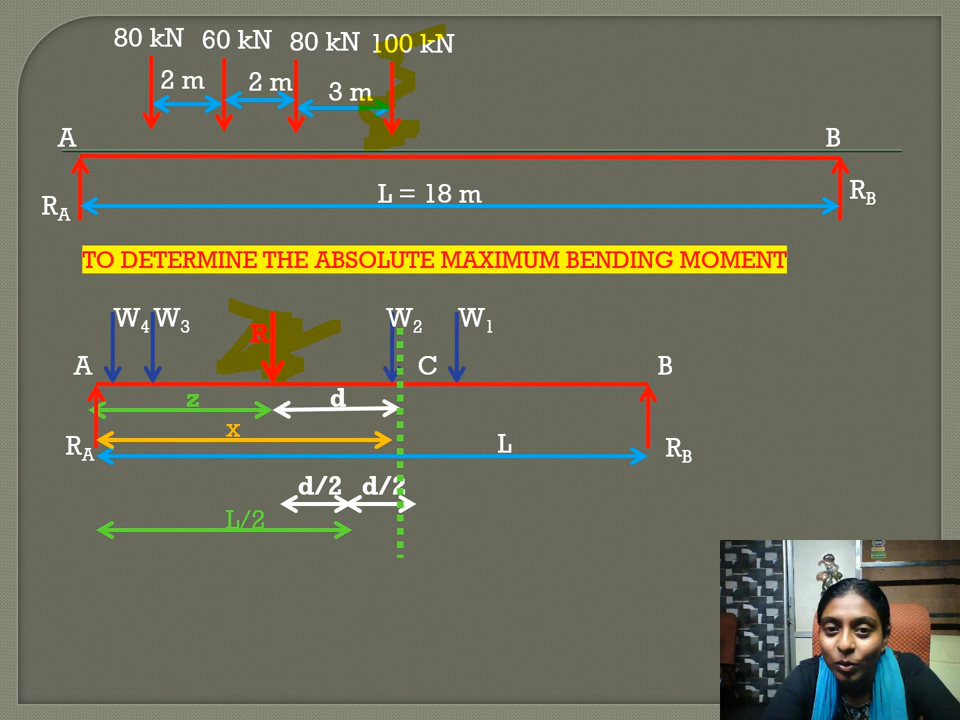 80 kN 60 kN 80 kN 100 kN
2 m 2 m 3 m
A B
L = 18 m
R_A R_B
TO DETERMINE THE ABSOLUTE MAXIMUM BENDING MOMENT
W_4 W_3 R W_2 W_1
A C B
z d
x
R_A L R_B
d/2 d/2
L/2